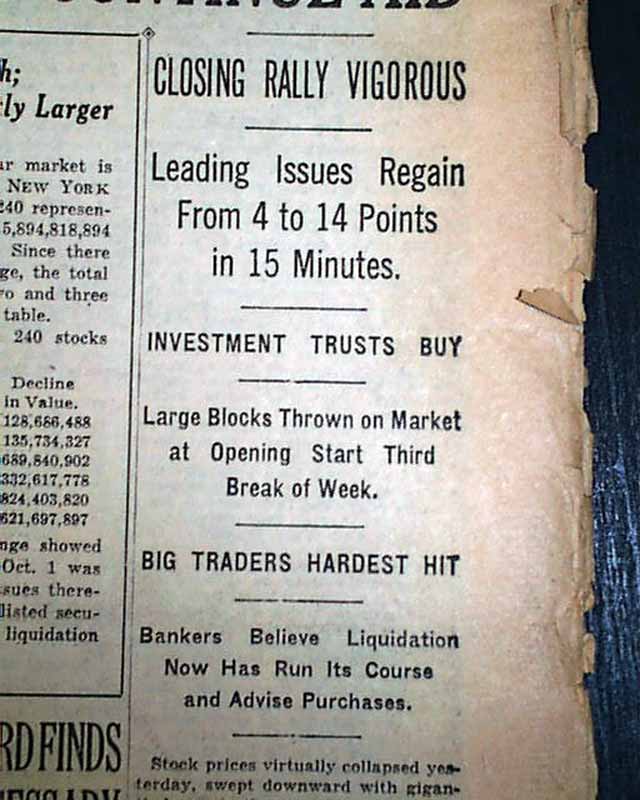 CONTINUE AID
h;
ly Larger
ar market is
NEW YORK
240 represen-
5,894,818,894
Since there
ge, the total
o and three
table.
240 stocks
Decline
in Value.
128,686,488
135,734,327
689,840,902
332,617,778
824,403,820
621,697,897
nge showed
Oct. 1 was
sues there-
listed secu-
liquidation
RD FINDS
CESSARY
CLOSING RALLY VIGOROUS
Leading Issues Regain
From 4 to 14 Points
in 15 Minutes.
INVESTMENT TRUSTS BUY
Large Blocks Thrown on Market
at Opening Start Third
Break of Week.
BIG TRADERS HARDEST HIT
Bankers Believe Liquidation
Now Has Run Its Course
and Advise Purchases.
Stock prices virtually collapsed yes-
terday, swept downward with gigan-